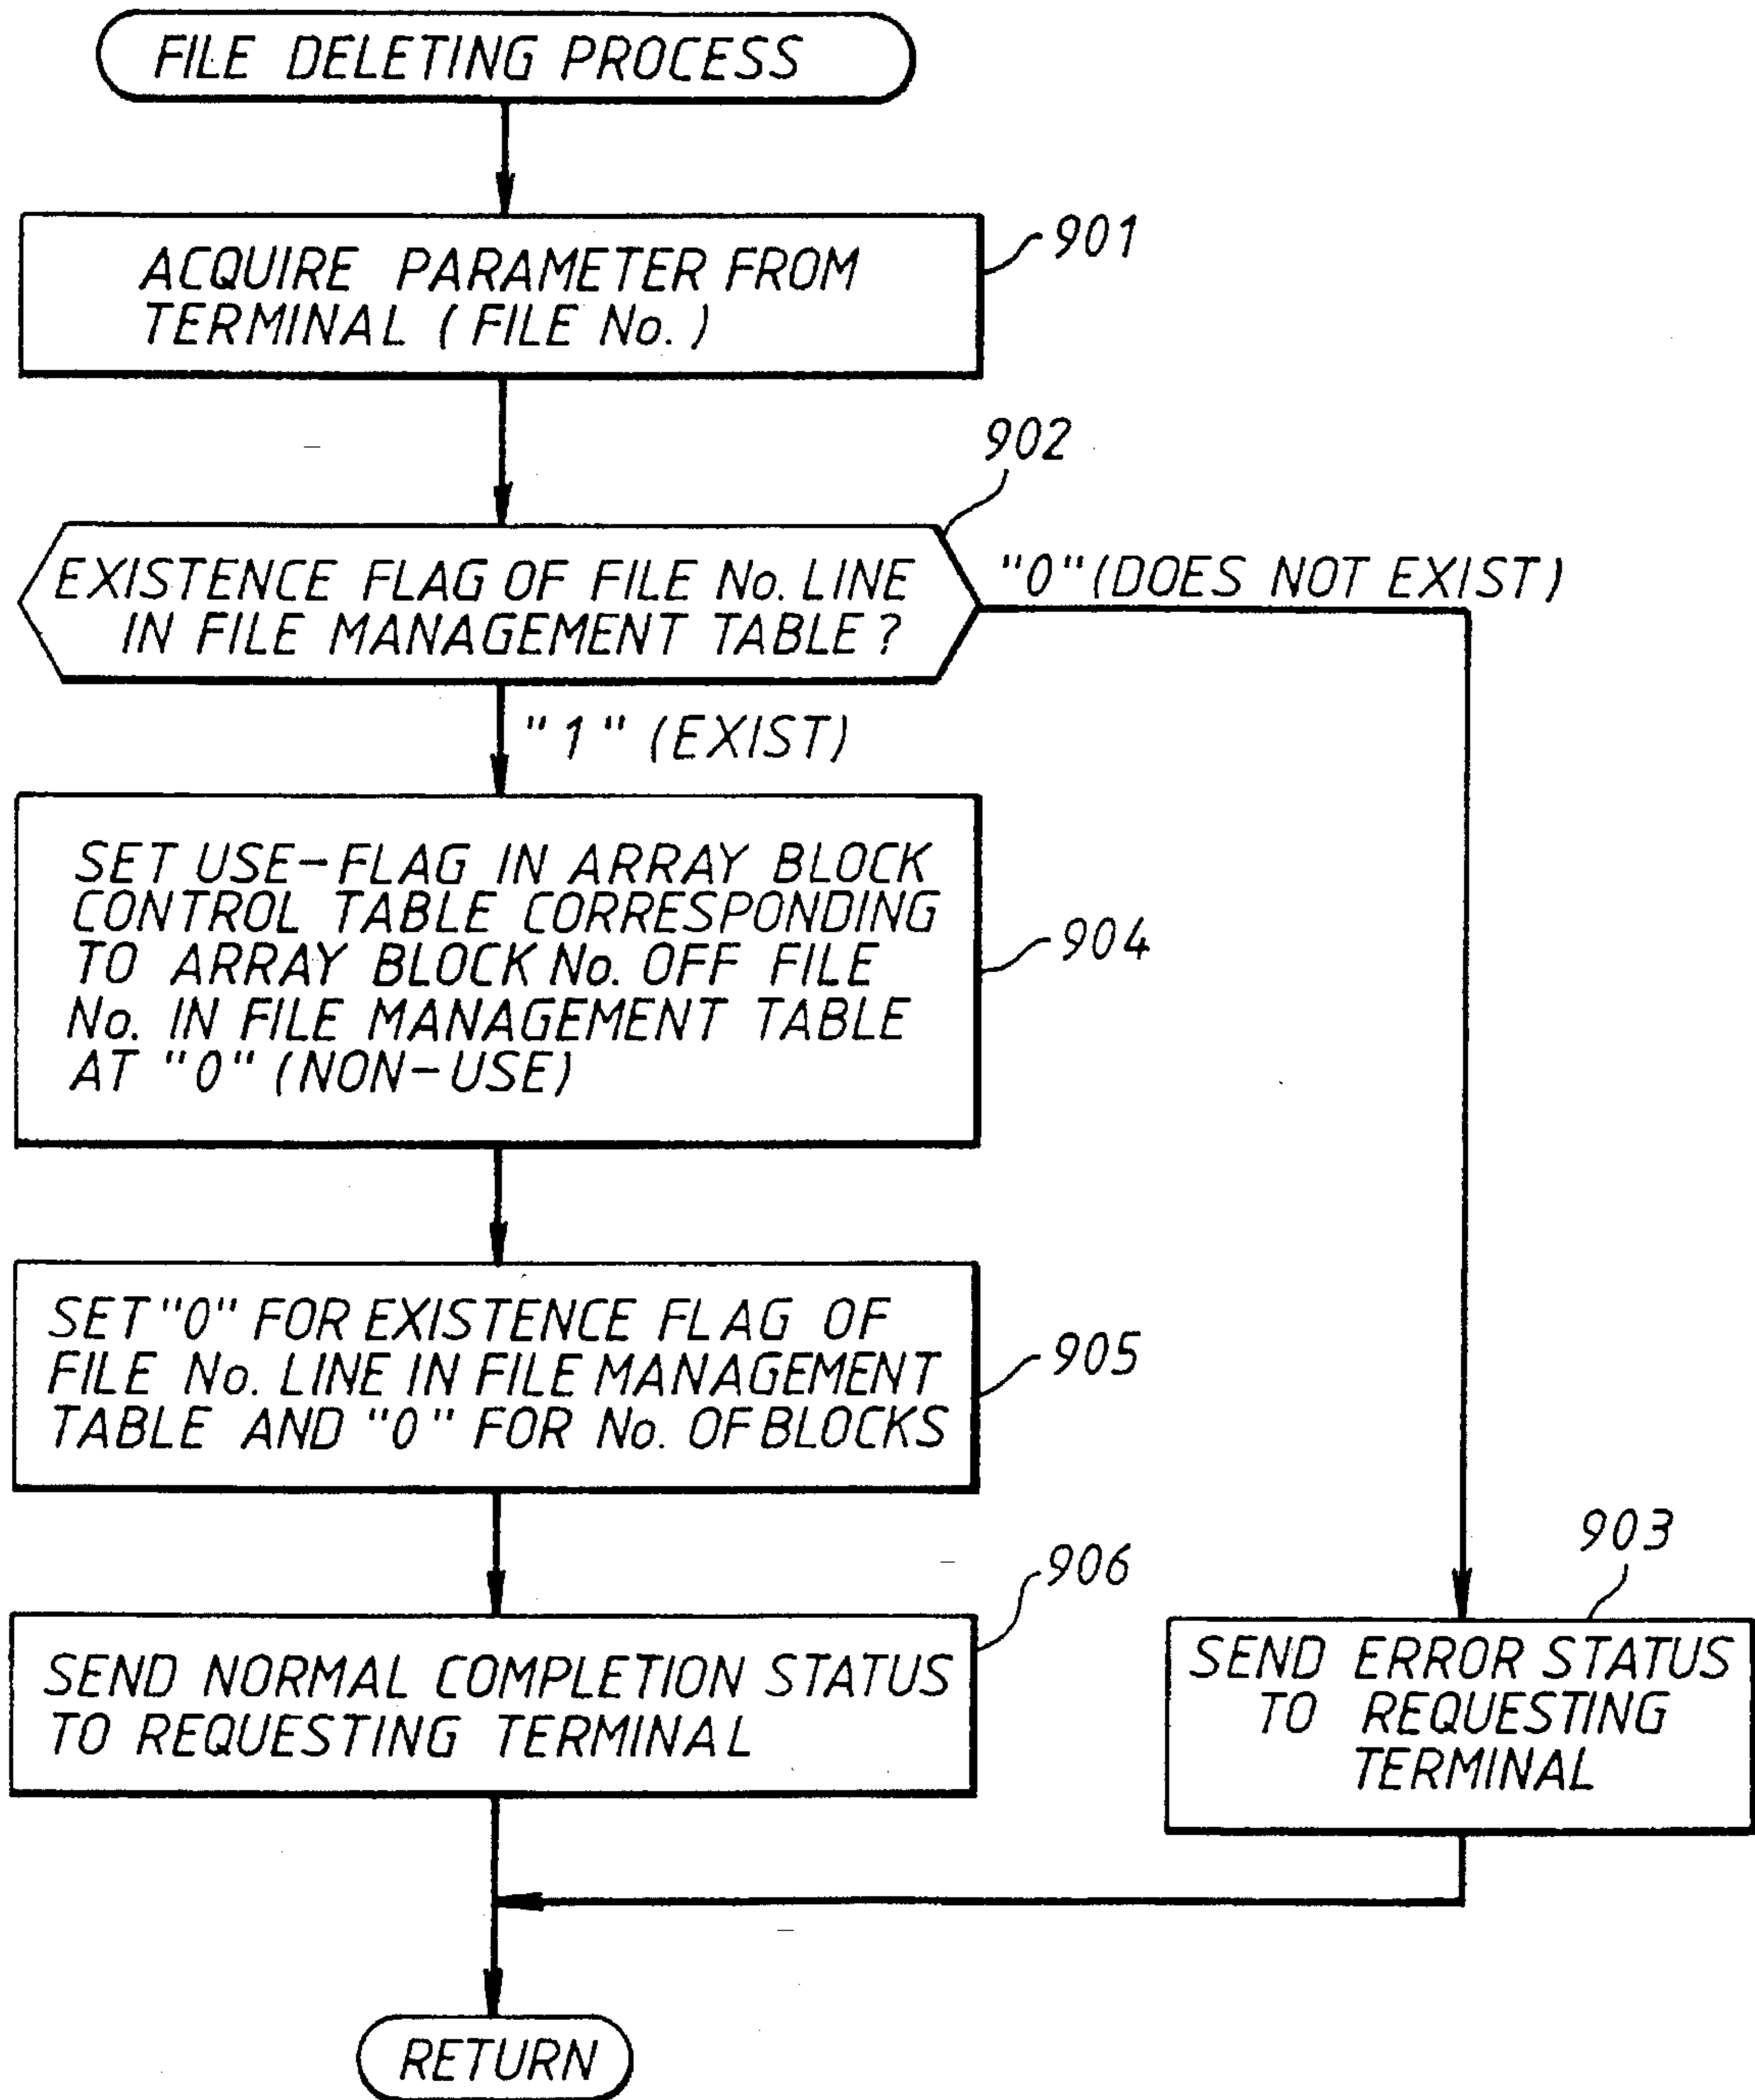 FILE DELETING PROCESS
901
ACQUIRE PARAMETER FROM
TERMINAL (FILE No.)
902
EXISTENCE FLAG OF FILE No. LINE
IN FILE MANAGEMENT TABLE?
"0" (DOES NOT EXIST)
"1" (EXIST)
SET USE-FLAG IN ARRAY BLOCK
CONTROL TABLE CORRESPONDING
TO ARRAY BLOCK No. OFF FILE
No. IN FILE MANAGEMENT TABLE
AT "0" (NON-USE)
904
SET "0" FOR EXISTENCE FLAG OF
FILE No. LINE IN FILE MANAGEMENT
TABLE AND "0" FOR No. OF BLOCKS
905
906
SEND NORMAL COMPLETION STATUS
TO REQUESTING TERMINAL
903
SEND ERROR STATUS
TO REQUESTING
TERMINAL
RETURN